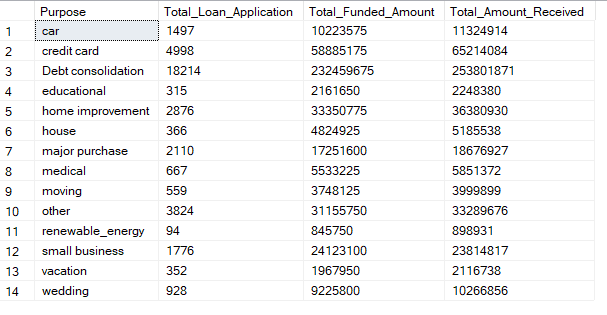 Purpose Total_Loan_Application Total_Funded_Amount Total_Amount_Received
1 car 1497 10223575 11324914
2 credit card 4998 58885175 65214084
3 Debt consolidation 18214 232459675 253801871
4 educational 315 2161650 2248380
5 home improvement 2876 33350775 36380930
6 house 366 4824925 5185538
7 major purchase 2110 17251600 18676927
8 medical 667 5533225 5851372
9 moving 559 3748125 3999899
10 other 3824 31155750 33289676
11 renewable_energy 94 845750 898931
12 small business 1776 24123100 23814817
13 vacation 352 1967950 2116738
14 wedding 928 9225800 10266856